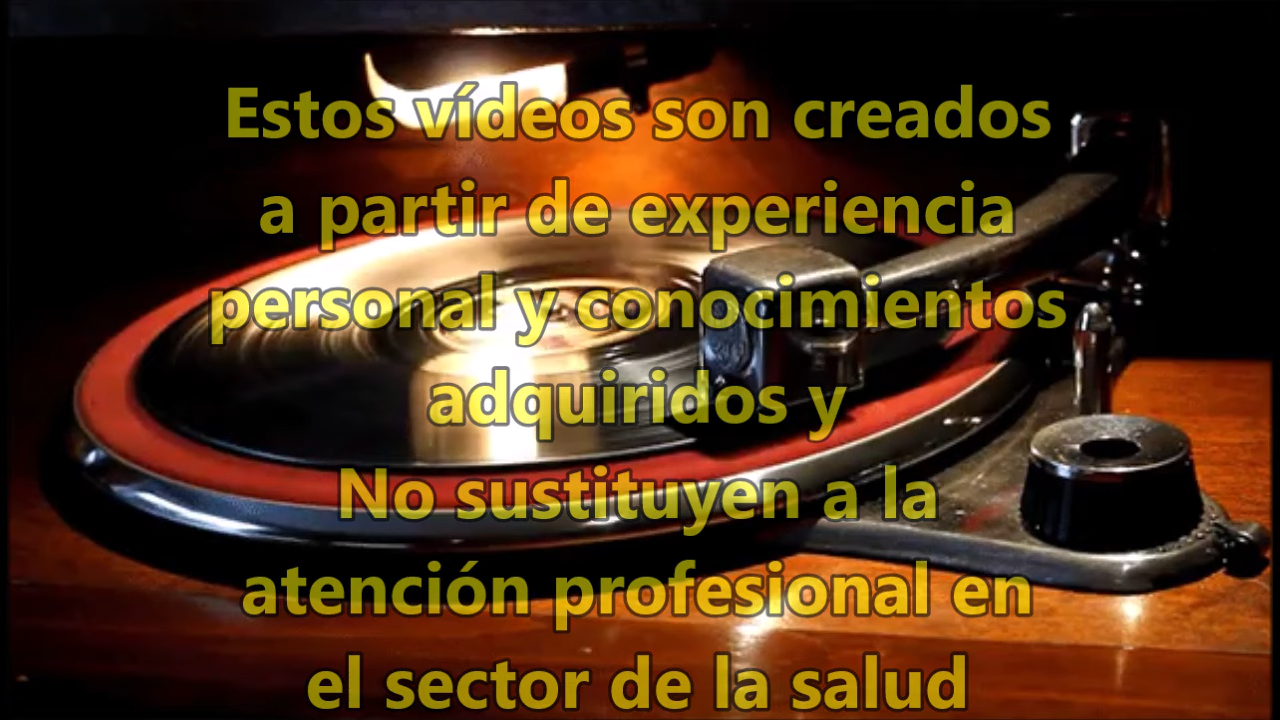 Estos vídeos son creados
a partir de experiencia
personal y conocimientos
adquiridos y
No sustituyen a la
atención profesional en
el sector de la salud